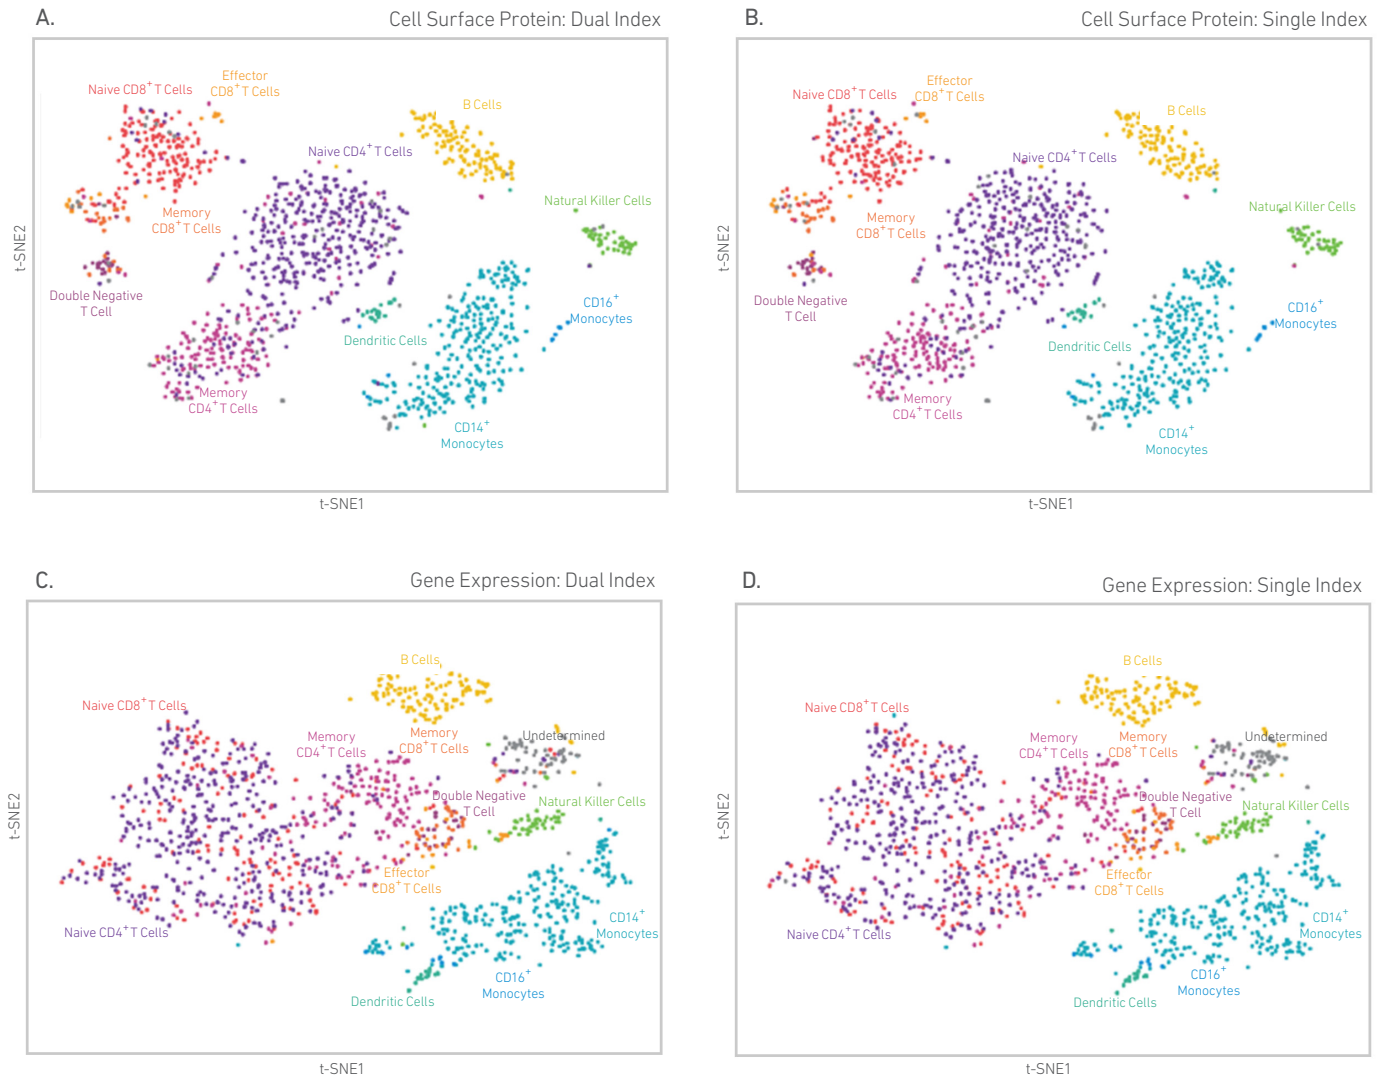 A.
Cell Surface Protein: Dual Index
Naive CD8+ T Cells
Effector
CD8+ T Cells
B Cells
Naive CD4+ T Cells
Natural Killer Cells
Memory
CD8+ T Cells
Double Negative
T Cell
CD16+
Monocytes
Dendritic Cells
Memory
CD4+ T Cells
CD14+
Monocytes
t-SNE2
t-SNE1
B.
Cell Surface Protein: Single Index
Naive CD8+ T Cells
Effector
CD8+ T Cells
B Cells
Naive CD4+ T Cells
Natural Killer Cells
Memory
CD8+ T Cells
Double Negative
T Cell
CD16+
Monocytes
Dendritic Cells
Memory
CD4+ T Cells
CD14+
Monocytes
t-SNE2
t-SNE1
C.
Gene Expression: Dual Index
B Cells
Naive CD8+ T Cells
Memory
CD4+ T Cells
Memory
CD8+ T Cells
Undetermined
Double Negative
T Cell
Natural Killer Cells
Effector
CD8+ T Cells
Naive CD4+ T Cells
CD14+
Monocytes
CD16+
Monocytes
Dendritic Cells
t-SNE2
t-SNE1
D.
Gene Expression: Single Index
B Cells
Naive CD8+ T Cells
Memory
CD4+ T Cells
Memory
CD8+ T Cells
Undetermined
Double Negative
T Cell
Natural Killer Cells
Effector
CD8+ T Cells
Naive CD4+ T Cells
CD14+
Monocytes
CD16+
Monocytes
Dendritic Cells
t-SNE2
t-SNE1